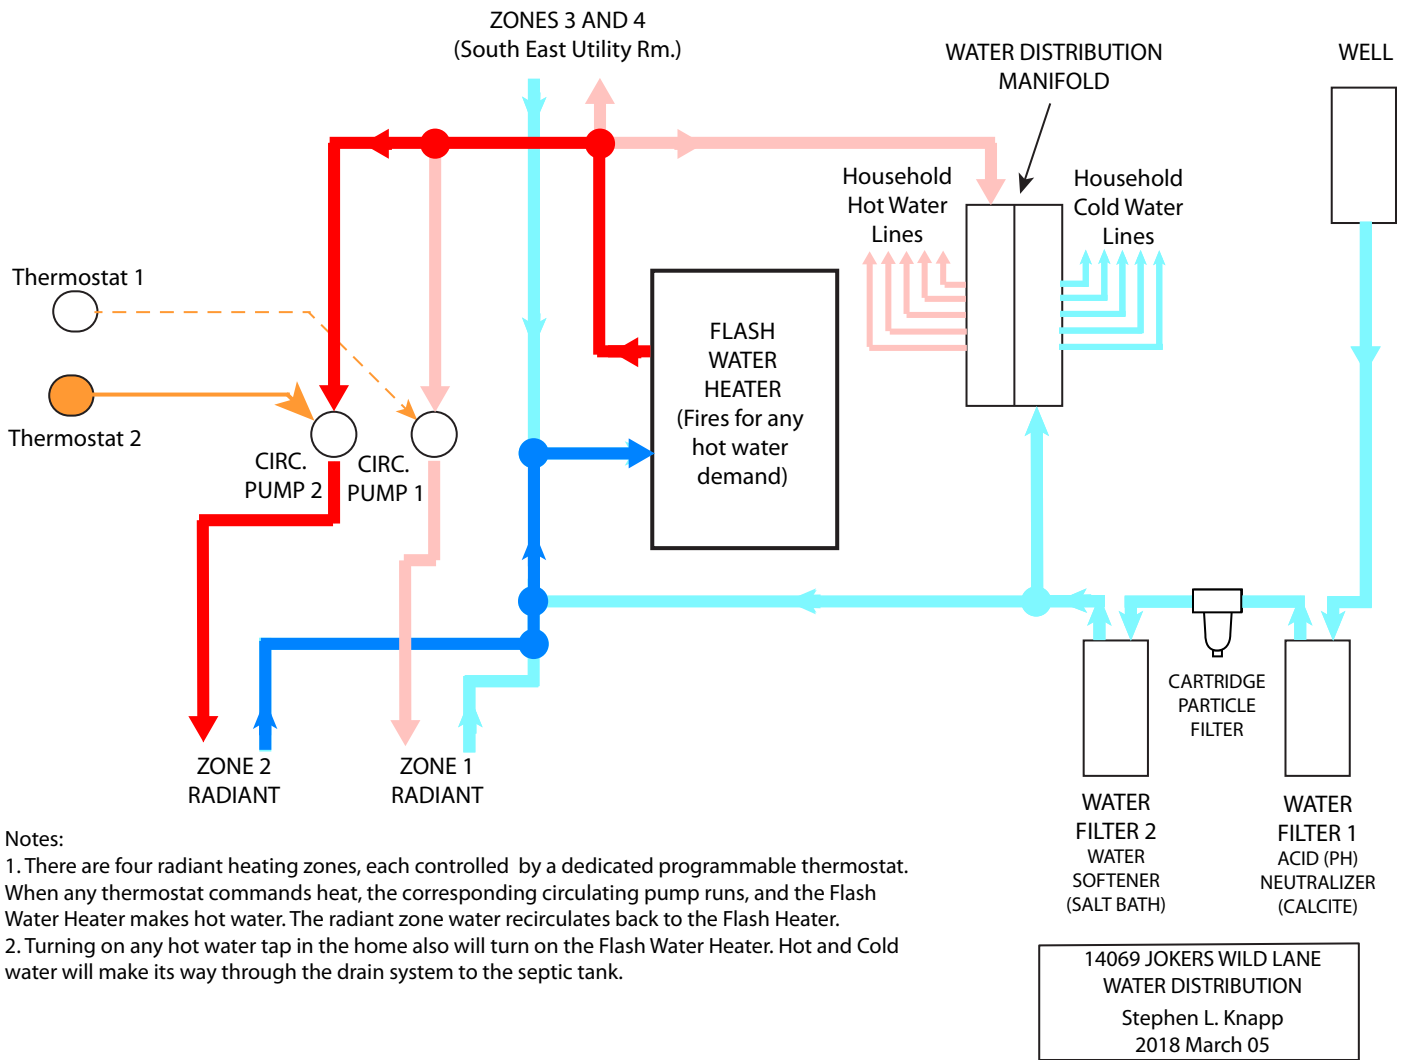 ZONES 3 AND 4
(South East Utility Rm.)
WATER DISTRIBUTION
MANIFOLD
WELL
Household
Hot Water
Lines
Household
Cold Water
Lines
Thermostat 1
Thermostat 2
FLASH
WATER
HEATER
(Fires for any
hot water
demand)
CIRC.
PUMP 2
CIRC.
PUMP 1
CARTRIDGE
PARTICLE
FILTER
ZONE 2
RADIANT
ZONE 1
RADIANT
WATER
FILTER 2
WATER
SOFTENER
(SALT BATH)
WATER
FILTER 1
ACID (PH)
NEUTRALIZER
(CALCITE)
Notes:
1. There are four radiant heating zones, each controlled  by a dedicated programmable thermostat.
When any thermostat commands heat, the corresponding circulating pump runs, and the Flash
Water Heater makes hot water. The radiant zone water recirculates back to the Flash Heater.
2. Turning on any hot water tap in the home also will turn on the Flash Water Heater. Hot and Cold
water will make its way through the drain system to the septic tank.
14069 JOKERS WILD LANE
WATER DISTRIBUTION
Stephen L. Knapp
2018 March 05